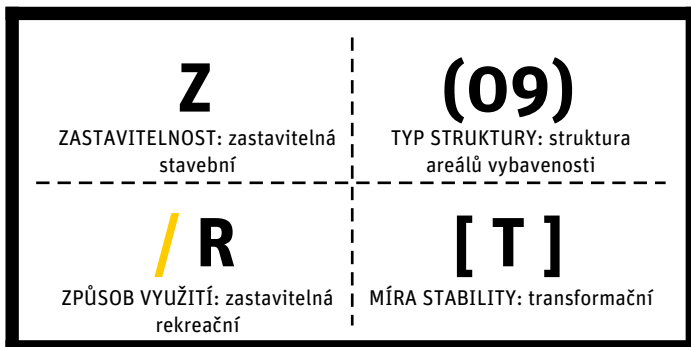 Z
ZASTAVITELNOST: zastavitelná
stavební
(09)
TYP STRUKTURY: struktura
areálů vybavenosti
/ R
ZPŮSOB VYUŽITÍ: zastavitelná
rekreační
[ T ]
MÍRA STABILITY: transformační